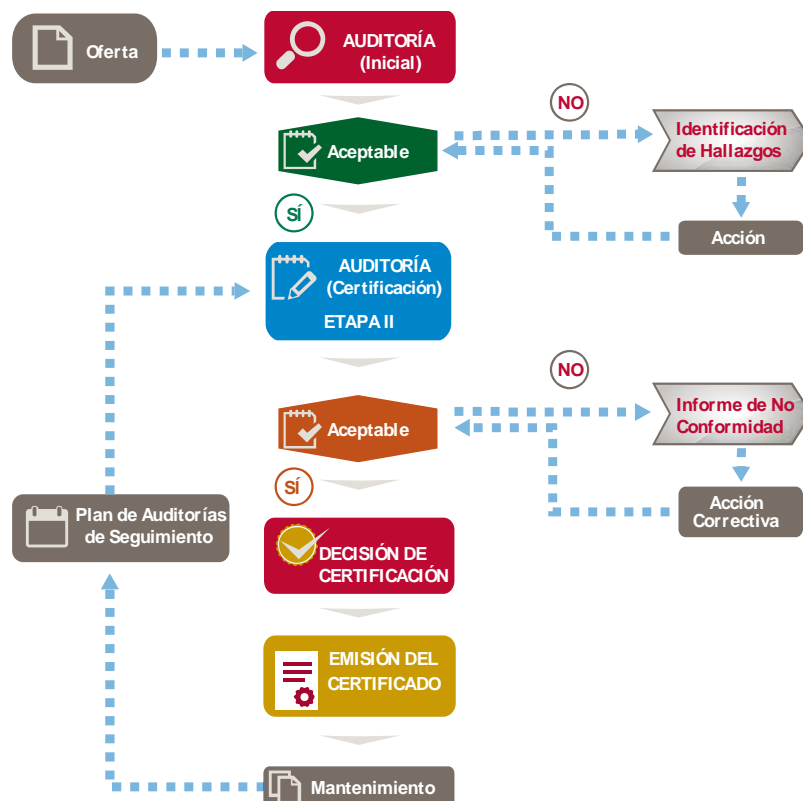 Oferta
AUDITORÍA
(Inicial)
NO
Identificación
de Hallazgos
Aceptable
SÍ
Acción
AUDITORÍA
(Certificación)
ETAPA II
NO
Informe de No
Conformidad
Aceptable
SÍ
Acción
Correctiva
Plan de Auditorías
de Seguimiento
DECISIÓN DE
CERTIFICACIÓN
EMISIÓN DEL
CERTIFICADO
Mantenimiento